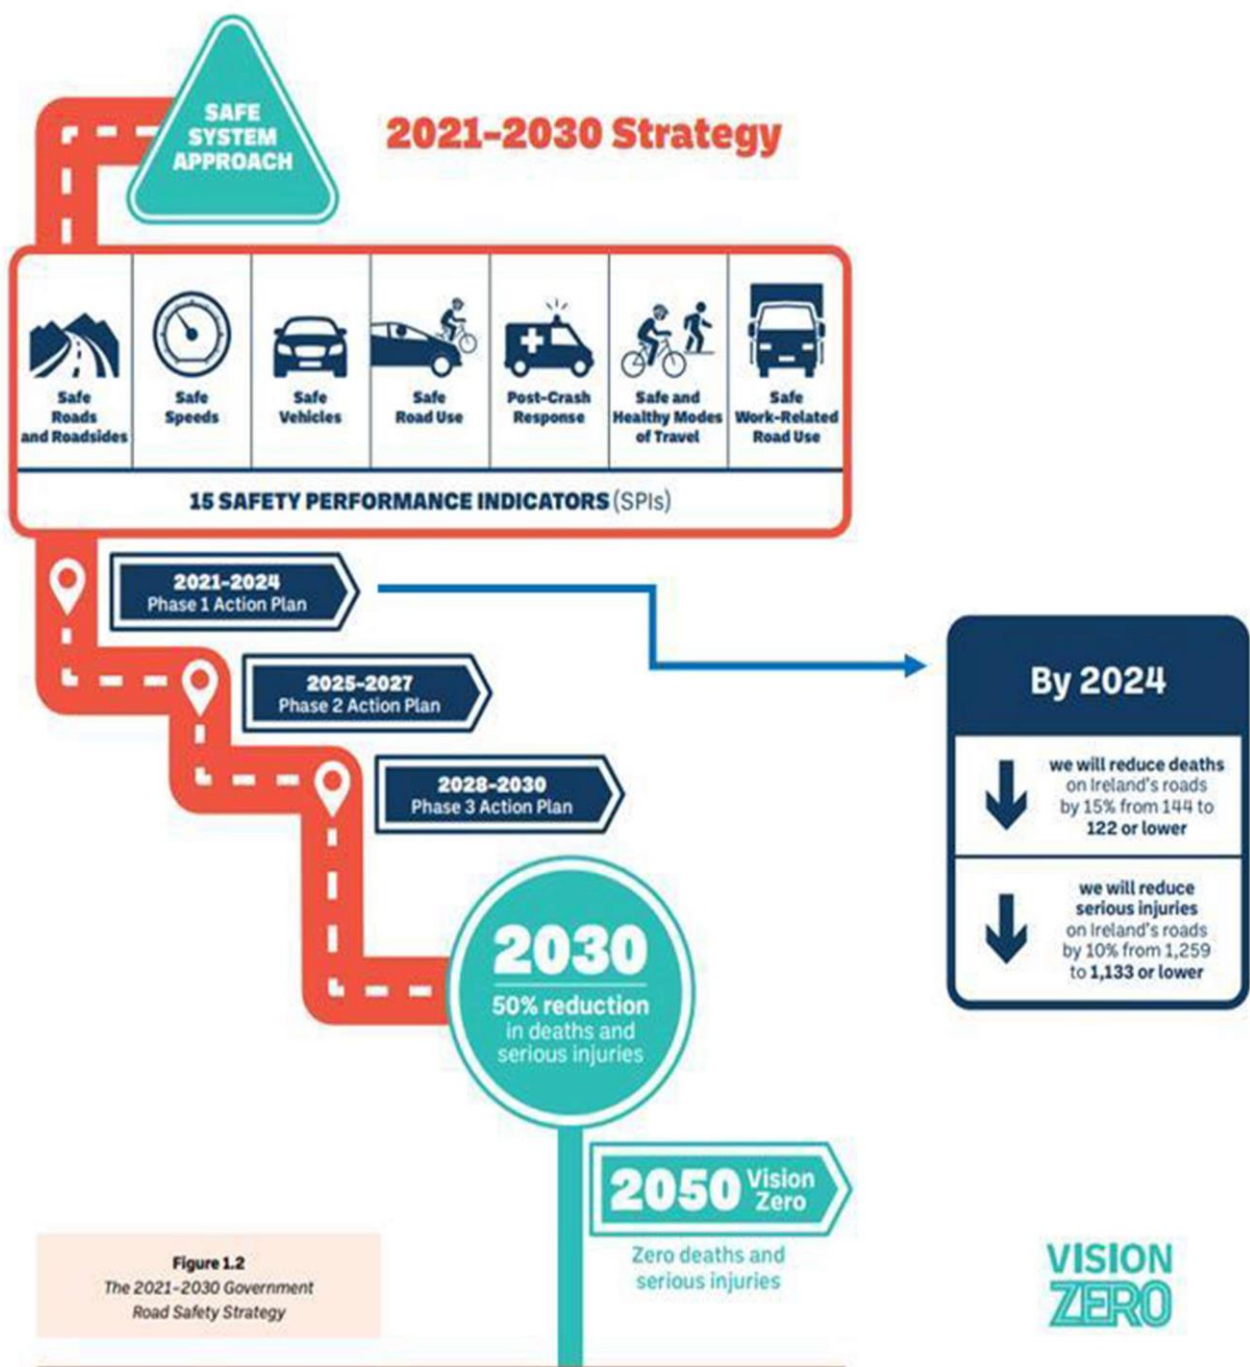 SAFE
SYSTEM
APPROACH
2021-2030 Strategy
Safe
Roads
and Roadsides
Safe
Speeds
Safe
Vehicles
Safe
Road Use
Post-Crash
Response
Safe and
Healthy Modes
of Travel
Safe
Work-Related
Road Use
15 SAFETY PERFORMANCE INDICATORS (SPIs)
2021-2024
Phase 1 Action Plan
2025-2027
Phase 2 Action Plan
2028-2030
Phase 3 Action Plan
By 2024
we will reduce deaths
on Ireland's roads
by 15% from 144 to
122 or lower
we will reduce
serious injuries
on Ireland's roads
by 10% from 1,259
to 1,133 or lower
2030
50% reduction
in deaths and
serious injuries
2050 Vision
Zero
Zero deaths and
serious injuries
Figure 1.2
The 2021-2030 Government
Road Safety Strategy
VISION
ZERO